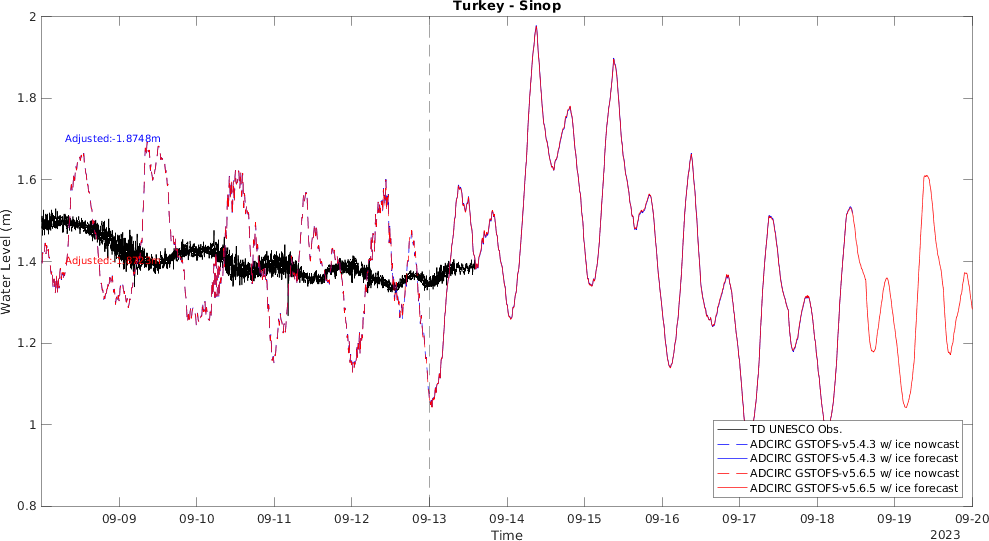 Turkey - Sinop
Water Level (m)
2
1.8
1.6
1.4
1.2
1
0.8
Adjusted:-1.8748m
Adjusted:-
TD UNESCO Obs.
ADCIRC GSTOFS-v5.4.3 w/ ice nowcast
ADCIRC GSTOFS-v5.4.3 w/ ice forecast
ADCIRC GSTOFS-v5.6.5 w/ ice nowcast
ADCIRC GSTOFS-v5.6.5 w/ ice forecast
09-09 09-10 09-11 09-12 09-13 09-14 09-15 09-16 09-17 09-18 09-19 09-20
Time
2023